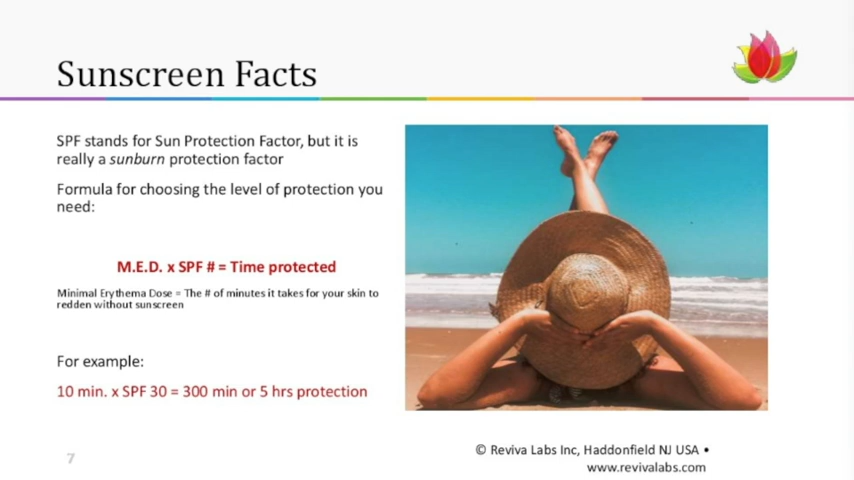 Sunscreen Facts
SPF stands for Sun Protection Factor, but it is
really a sunburn protection factor
Formula for choosing the level of protection you
need:
M.E.D. x SPF # = Time protected
Minimal Erythema Dose = The # of minutes it takes for your skin to
redden without sunscreen
For example:
10 min. x SPF 30 = 300 min or 5 hrs protection
7
© Reviva Labs Inc, Haddonfield NJ USA •
www.revivalabs.com